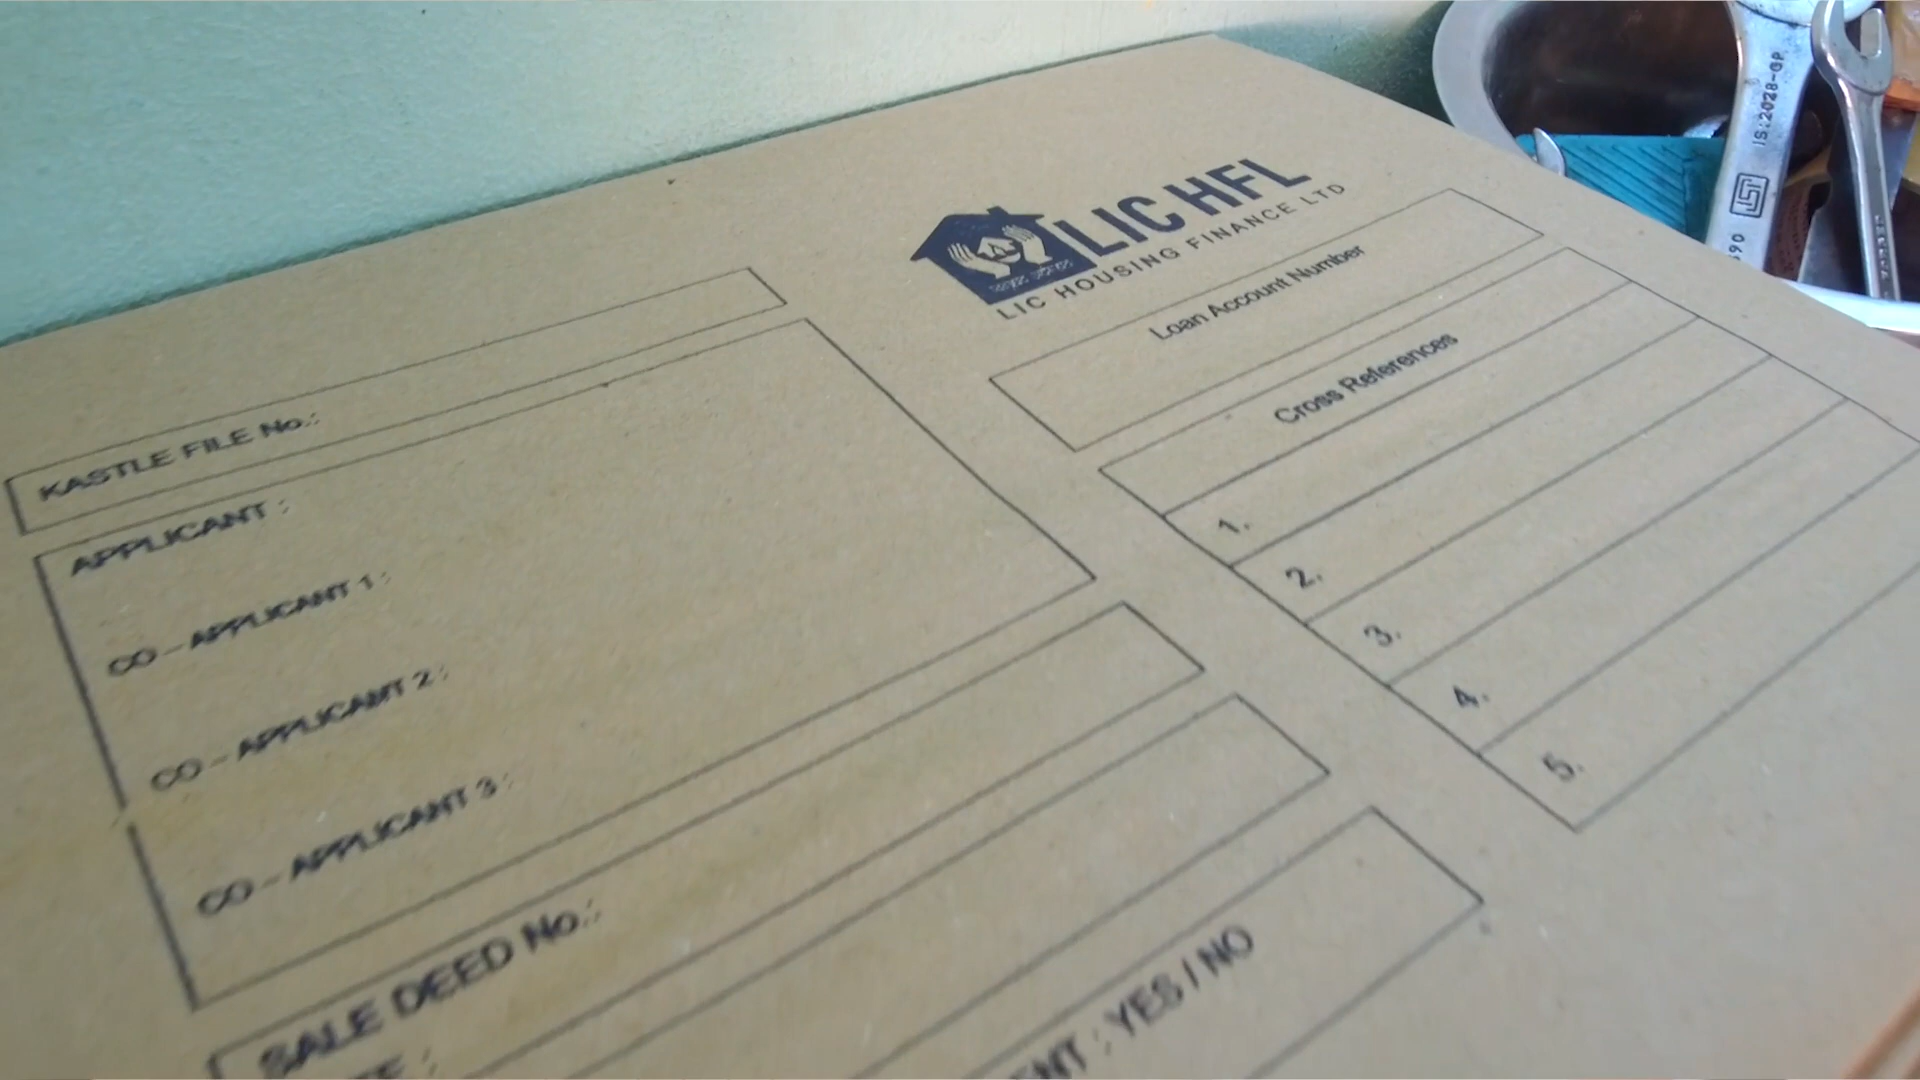 LIC HFL
LIC HOUSING FINANCE LTD
Loan Account Number
Cross References
1.
2.
3.
4.
5.
KASTLE FILE No.:
APPLICANT :
CO – APPLICANT 1 :
CO – APPLICANT 2 :
CO – APPLICANT 3 :
SALE DEED No.:
: YES / NO
IS:2028-GP